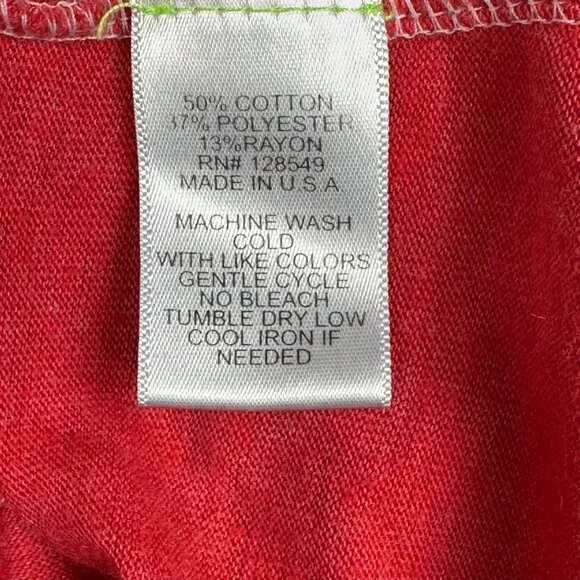 50% COTTON
37% POLYESTER
13%RAYON
RN# 128549
MADE IN U S A
MACHINE WASH
COLD
WITH LIKE COLORS
GENTLE CYCLE
NO BLEACH
TUMBLE DRY LOW
COOL IRON IF
NEEDED